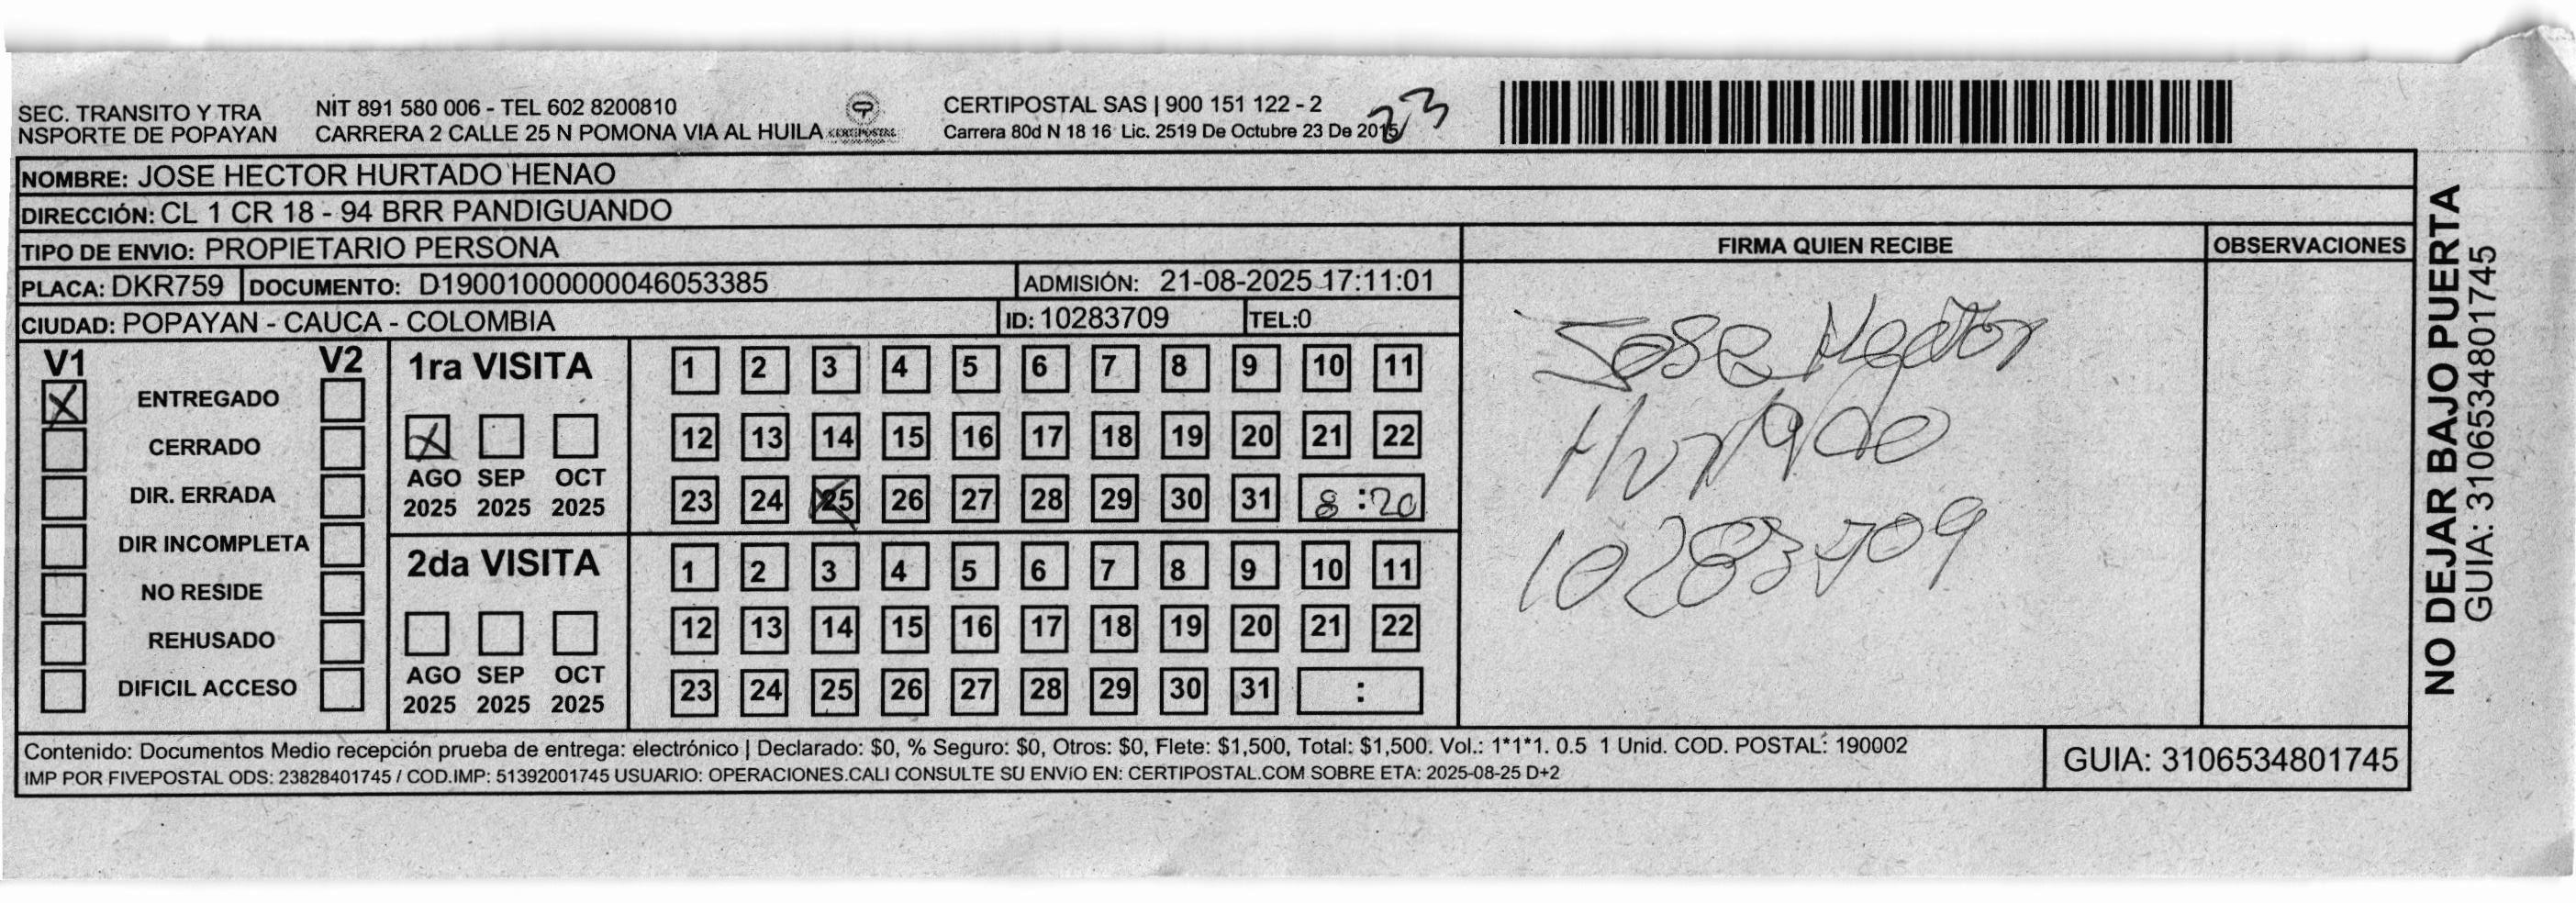 SEC. TRANSITO Y TRA
NSPORTE DE POPAYAN
NIT 891 580 006 - TEL 602 8200810
CARRERA 2 CALLE 25 N POMONA VIA AL HUILA
CERTIPOSTAL
CERTIPOSTAL SAS | 900 151 122 - 2
Carrera 80d N 18 16 Lic. 2519 De Octubre 23 De 2015
23
NOMBRE: JOSE HECTOR HURTADO HENAO
DIRECCIÓN: CL 1 CR 18 - 94 BRR PANDIGUANDO
TIPO DE ENVIO: PROPIETARIO PERSONA
PLACA: DKR759 DOCUMENTO: D19001000000046053385 ADMISIÓN: 21-08-2025 17:11:01
CIUDAD: POPAYAN - CAUCA - COLOMBIA ID: 10283709 TEL:0
V1 V2
X ENTREGADO
CERRADO
DIR. ERRADA
DIR INCOMPLETA
NO RESIDE
REHUSADO
DIFICIL ACCESO
1ra VISITA
X
AGO SEP OCT
2025 2025 2025
1 2 3 4 5 6 7 8 9 10 11
12 13 14 15 16 17 18 19 20 21 22
23 24 25 26 27 28 29 30 31 8:20
2da VISITA
AGO SEP OCT
2025 2025 2025
1 2 3 4 5 6 7 8 9 10 11
12 13 14 15 16 17 18 19 20 21 22
23 24 25 26 27 28 29 30 31 :
FIRMA QUIEN RECIBE
Jose Hector
Hurtado
10283709
OBSERVACIONES
Contenido: Documentos Medio recepción prueba de entrega: electrónico | Declarado: $0, % Seguro: $0, Otros: $0, Flete: $1,500, Total: $1,500. Vol.: 1*1*1. 0.5 1 Unid. COD. POSTAL: 190002
IMP POR FIVEPOSTAL ODS: 23828401745 / COD.IMP: 51392001745 USUARIO: OPERACIONES.CALI CONSULTE SU ENVíO EN: CERTIPOSTAL.COM SOBRE ETA: 2025-08-25 D+2
GUIA: 3106534801745
NO DEJAR BAJO PUERTA
GUIA: 3106534801745